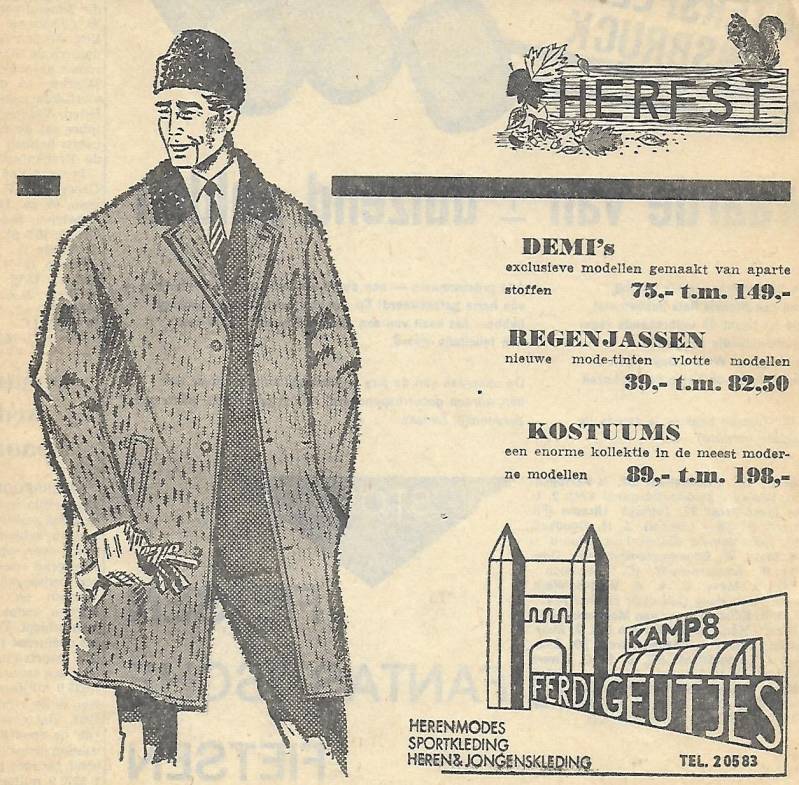 HERFST
DEMI's
exclusieve modellen gemaakt van aparte
stoffen 75,- t.m. 149,-
REGENJASSEN
nieuwe mode-tinten vlotte modellen
39,- t.m. 82,50
KOSTUUMS
een enorme kollektie in de meest moder-
ne modellen 89,- t.m. 198,-
KAMP8
FERDI GEUTJES
HERENMODES
SPORTKLEDING
HEREN&JONGENSKLEDING
TEL. 20583